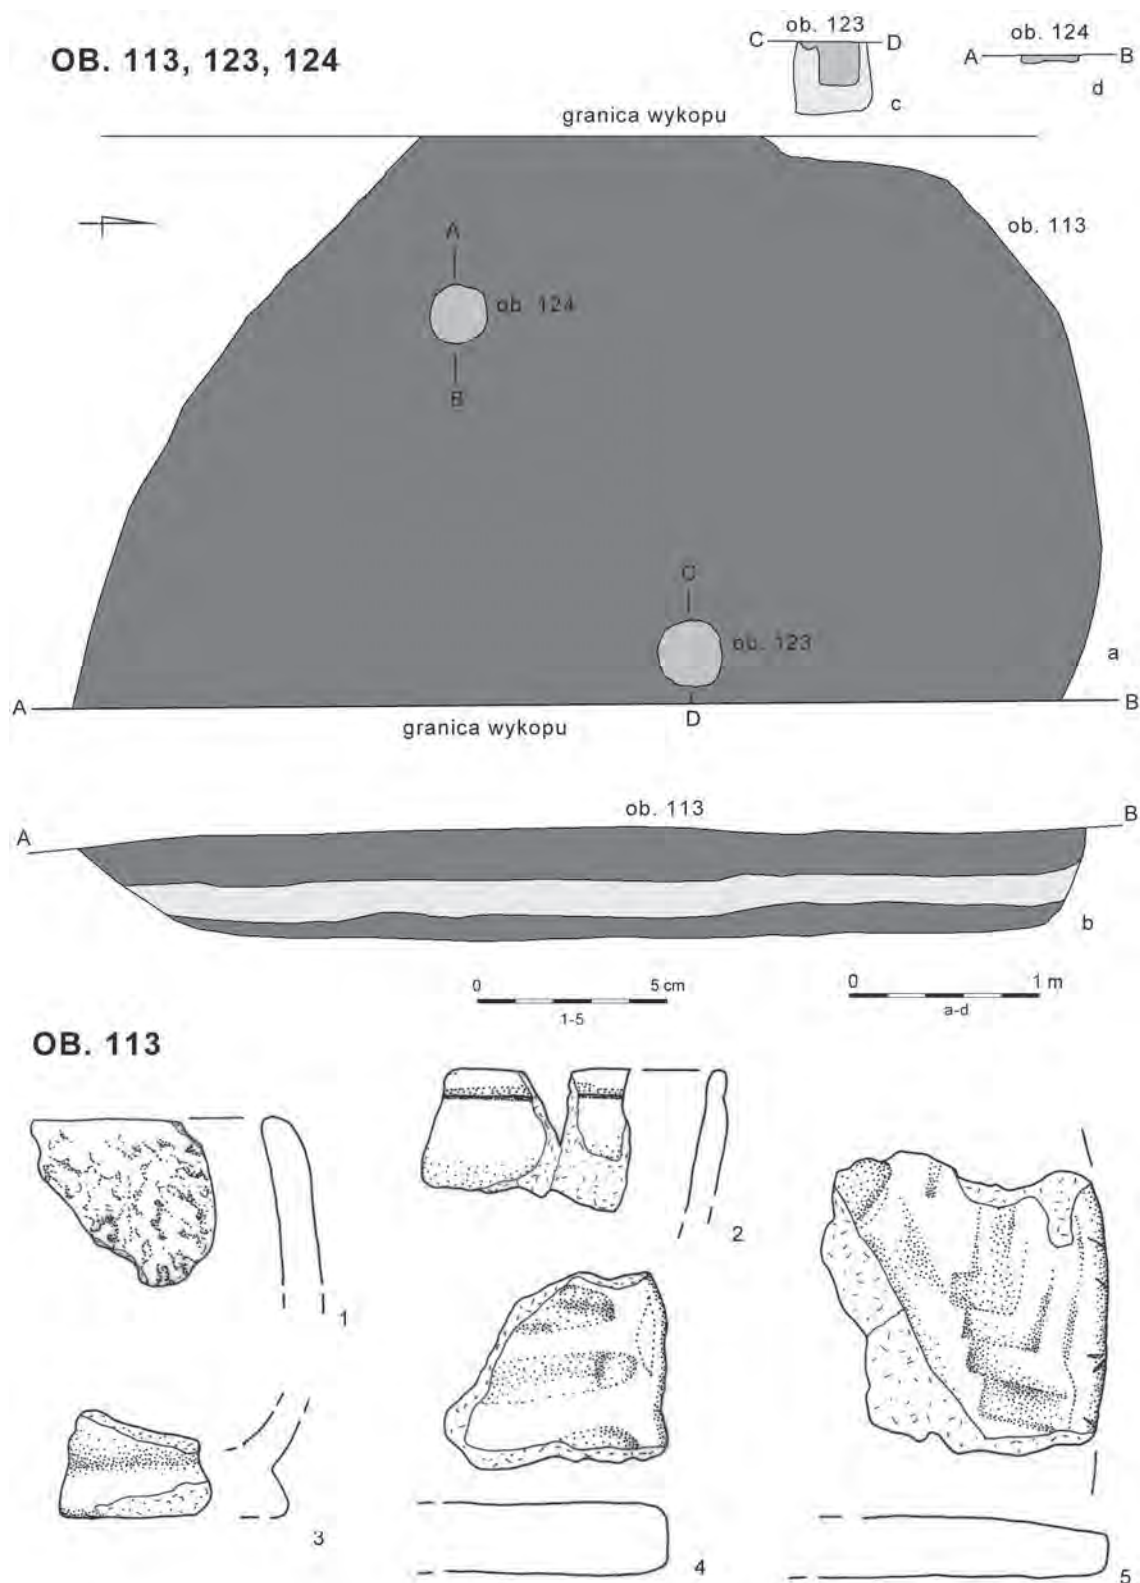 OB. 113, 123, 124
ob. 123
C D
c
ob. 124
A B
d
granica wykopu
ob. 113
A
ob. 124
B
C
ob. 123
D
a
A B
granica wykopu
ob. 113
A B
b
0 5 cm
1-5
0 1 m
a-d
OB. 113
1
2
3
4
5